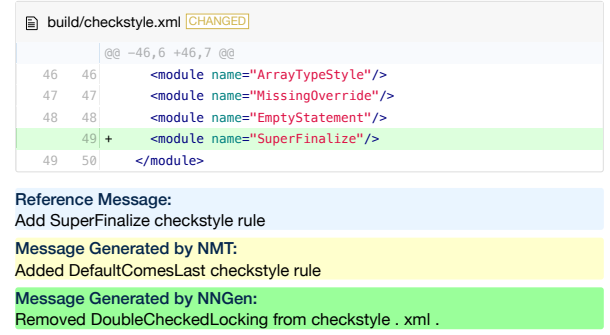 build/checkstyle.xml CHANGED
@@ -46,6 +46,7 @@
46 46 <module name="ArrayTypeStyle"/>
47 47 <module name="MissingOverride"/>
48 48 <module name="EmptyStatement"/>
49 + <module name="SuperFinalize"/>
49 50 </module>
Reference Message:
Add SuperFinalize checkstyle rule
Message Generated by NMT:
Added DefaultComesLast checkstyle rule
Message Generated by NNGen:
Removed DoubleCheckedLocking from checkstyle . xml .